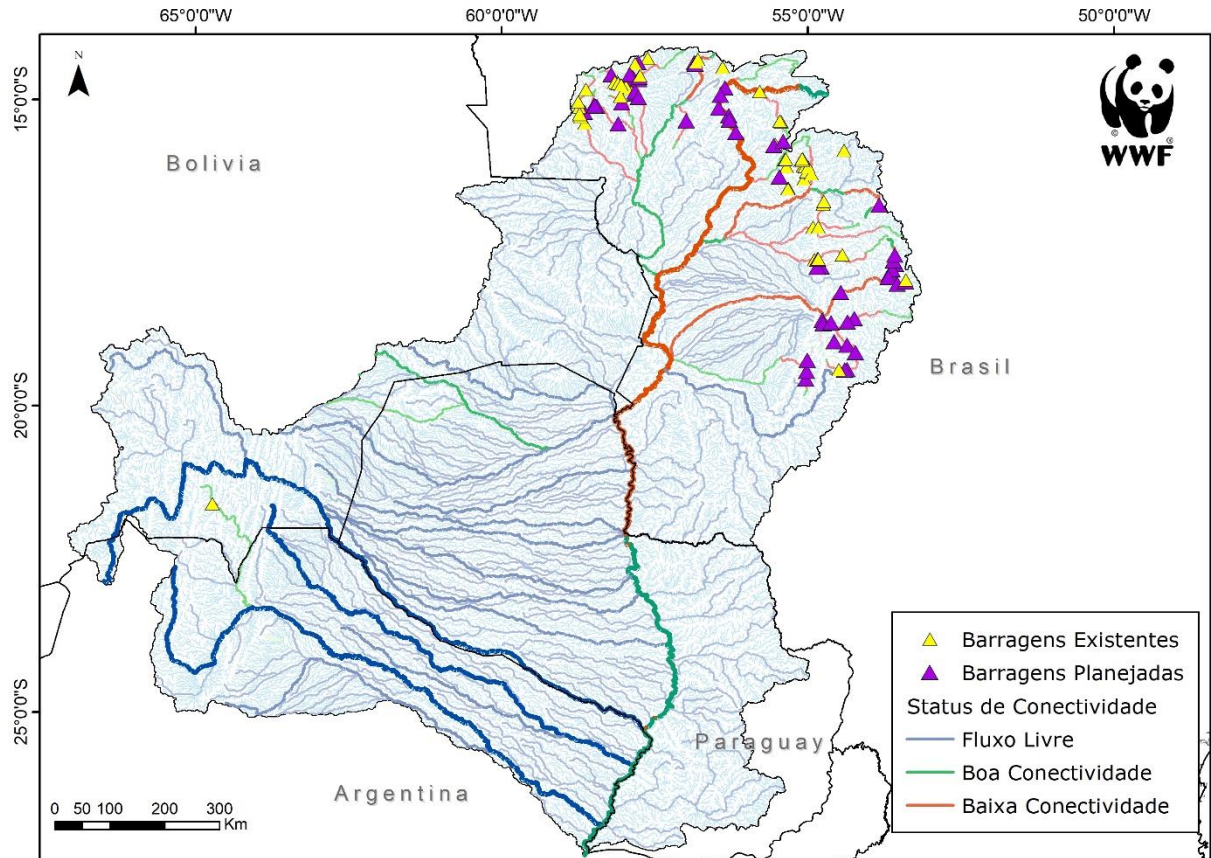 65°0'0"W 60°0'0"W 55°0'0"W 50°0'0"W
N
15°0'0"S
20°0'0"S
25°0'0"S
© WWF ®
Bolivia
Brasil
Paraguay
Argentina
0 50 100 200 300
Km
Barragens Existentes
Barragens Planejadas
Status de Conectividade
Fluxo Livre
Boa Conectividade
Baixa Conectividade